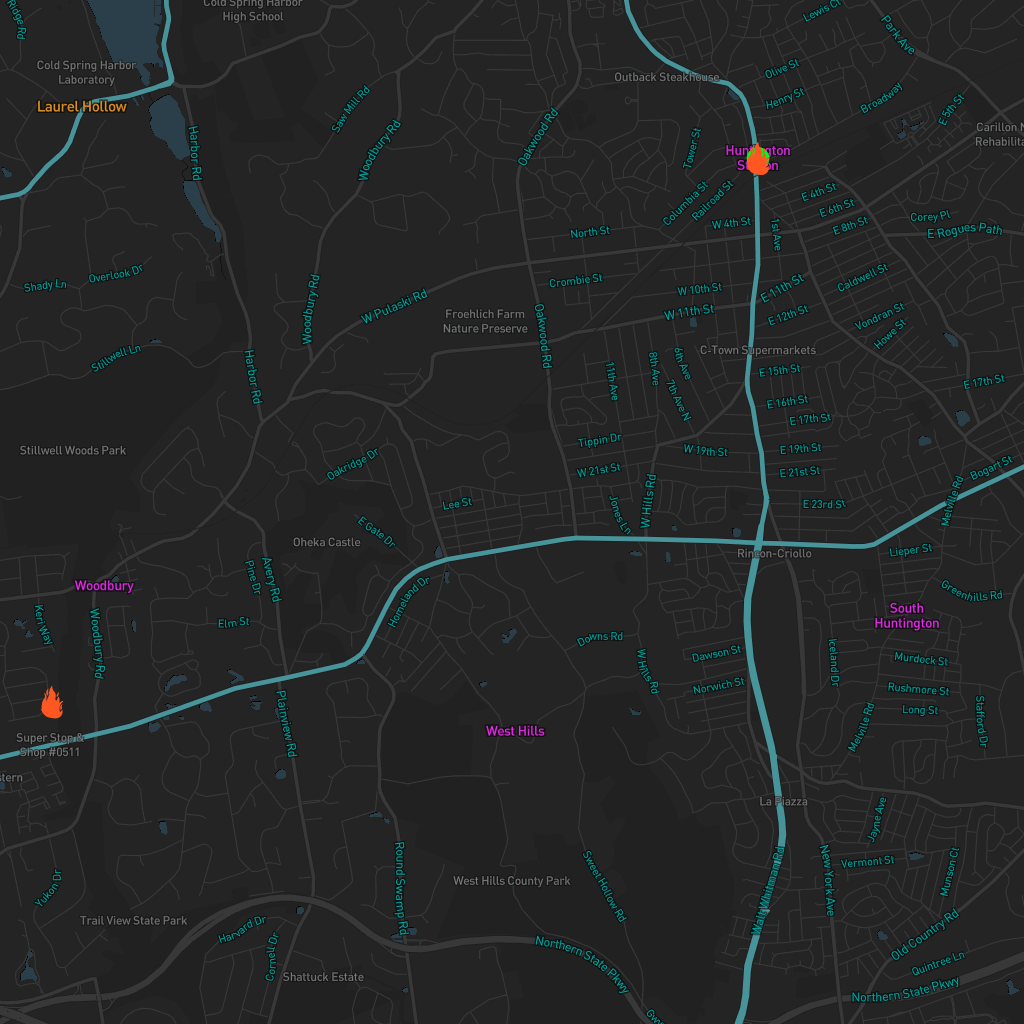 Ridge Rd
Cold Spring Harbor
High School
Lewis Ct
Park Ave
Cold Spring Harbor
Laboratory
Outback Steakhouse
Olive St
Laurel Hollow
Saw Mill Rd
Henry St
Broadway
E 5th St
Harbor Rd
Woodbury Rd
Oakwood Rd
Tower St
Huntington
Carillon N
Rehabilita
Columbia St
Railroad St
E 4th St
E 6th St
E 8th St
Corey Pl
E Rogues Path
North St
W 4th St
1st Ave
Shady Ln
Overlook Dr
Woodbury Rd
W Pulaski Rd
Crombie St
W 10th St
E 11th St
Caldwell St
Froehlich Farm
Nature Preserve
W 11th St
E 12th St
Vondran St
Howe St
Stillwell Ln
Harbor Rd
Oakwood Rd
C-Town Supermarkets
11th Ave
8th Ave
6th Ave
7th Ave N
E 15th St
E 17th St
E 16th St
E 17th St
Stillwell Woods Park
Tippin Dr
W 19th St
E 19th St
Oakridge Dr
W 21st St
E 21st St
Bogart St
Lee St
Jones Ln
W Hills Rd
E 23rd St
Melville Rd
E Gate Dr
Oheka Castle
Rincon-Criollo
Lieper St
Woodbury
Pine Dr
Avery Rd
Homeland Dr
Greenhills Rd
Keri Way
Woodbury Rd
Elm St
South
Huntington
Downs Rd
W Hills Rd
Dawson St
Iceland Dr
Murdock St
Norwich St
Rushmore St
Long St
Stafford Dr
Plainview Rd
West Hills
Melville Rd
Super Stop &
Shop #0511
stern
La Piazza
Jayne Ave
Yukon Dr
Round Swamp Rd
West Hills County Park
Sweet Hollow Rd
Walt Whitman Rd
New York Ave
Vermont St
Munson Ct
Trail View State Park
Harvard Dr
Cornall Dr
Northern State Pkwy
Old Country Rd
Shattuck Estate
Quintree Ln
Northern State Pkwy